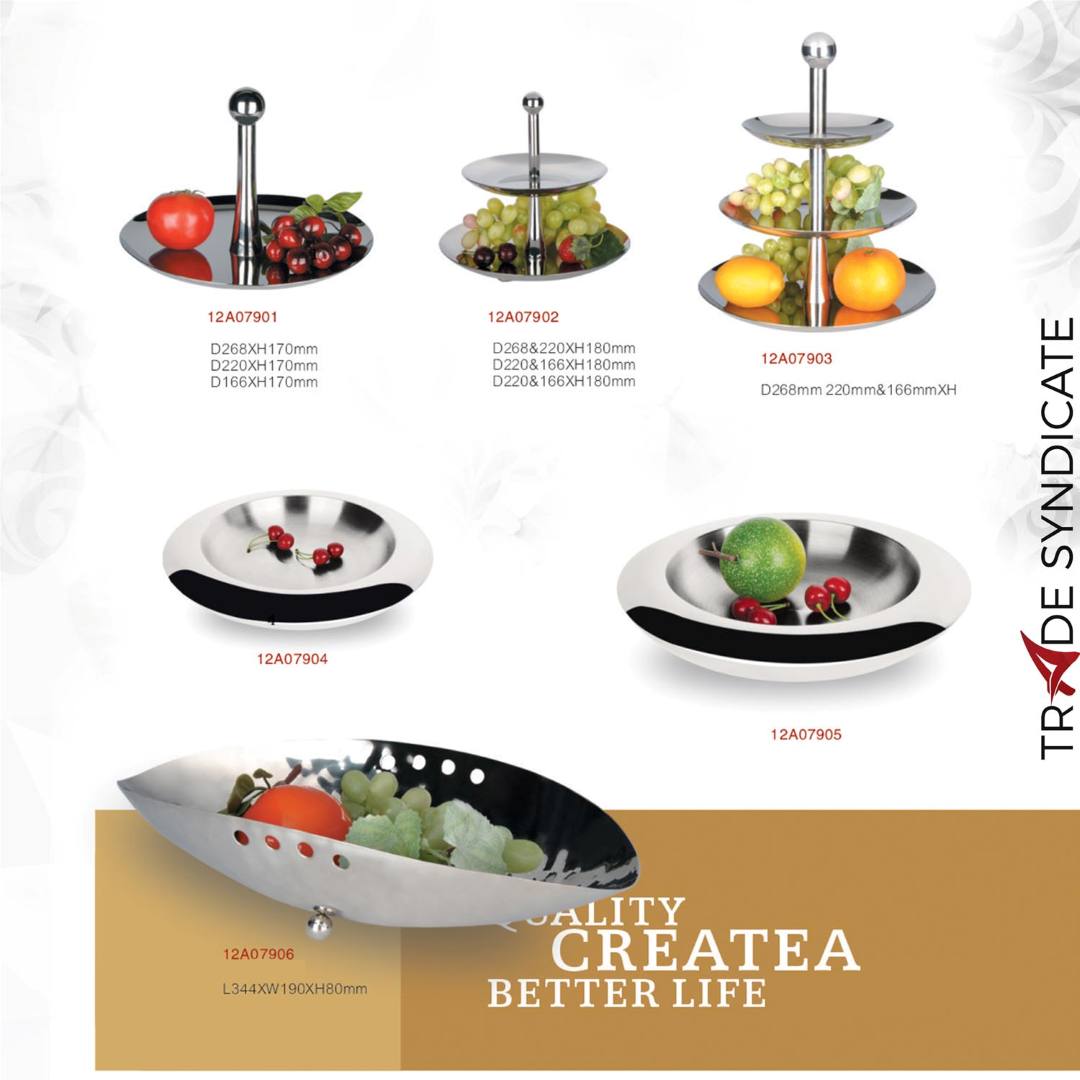 12A07901
D268XH170mm
D220XH170mm
D166XH170mm
12A07902
D268&220XH180mm
D220&166XH180mm
D220&166XH180mm
12A07903
D268mm 220mm&166mmXH
12A07904
12A07905
12A07906
L344XW190XH80mm
QUALITY
CREATEA
BETTER LIFE
TRADE SYNDICATE